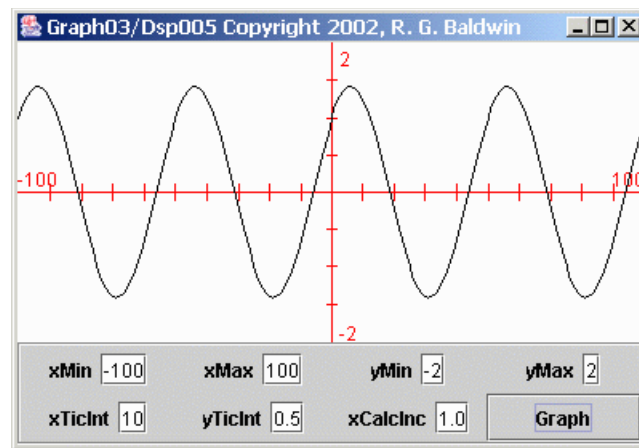 Graph03/Dsp005 Copyright 2002, R. G. Baldwin
2
-100 100
-2
xMin -100 xMax 100 yMin -2 yMax 2
xTicInt 10 yTicInt 0.5 xCalcInc 1.0 Graph